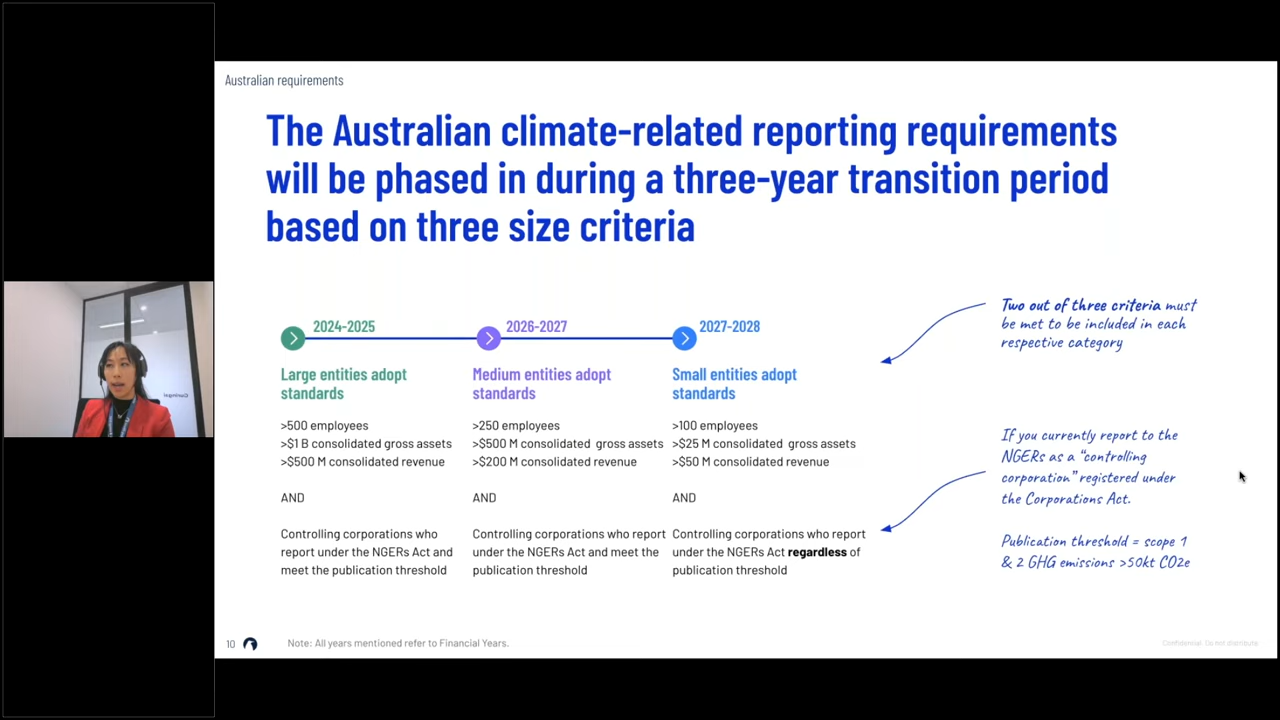 Australian requirements
The Australian climate-related reporting requirements
will be phased in during a three-year transition period
based on three size criteria
2024-2025
Large entities adopt
standards
>500 employees
>$1 B consolidated gross assets
>$500 M consolidated revenue
AND
Controlling corporations who
report under the NGERs Act and
meet the publication threshold
2026-2027
Medium entities adopt
standards
>250 employees
>$500 M consolidated gross assets
>$200 M consolidated revenue
AND
Controlling corporations who report
under the NGERs Act and meet the
publication threshold
2027-2028
Small entities adopt
standards
>100 employees
>$25 M consolidated gross assets
>$50 M consolidated revenue
AND
Controlling corporations who report
under the NGERs Act regardless of
publication threshold
Two out of three criteria must
be met to be included in each
respective category
If you currently report to the
NGERs as a “controlling
corporation” registered under
the Corporations Act.
Publication threshold = scope 1
& 2 GHG emissions >50kt CO2e
10
Note: All years mentioned refer to Financial Years.
Confidential. Do not distribute